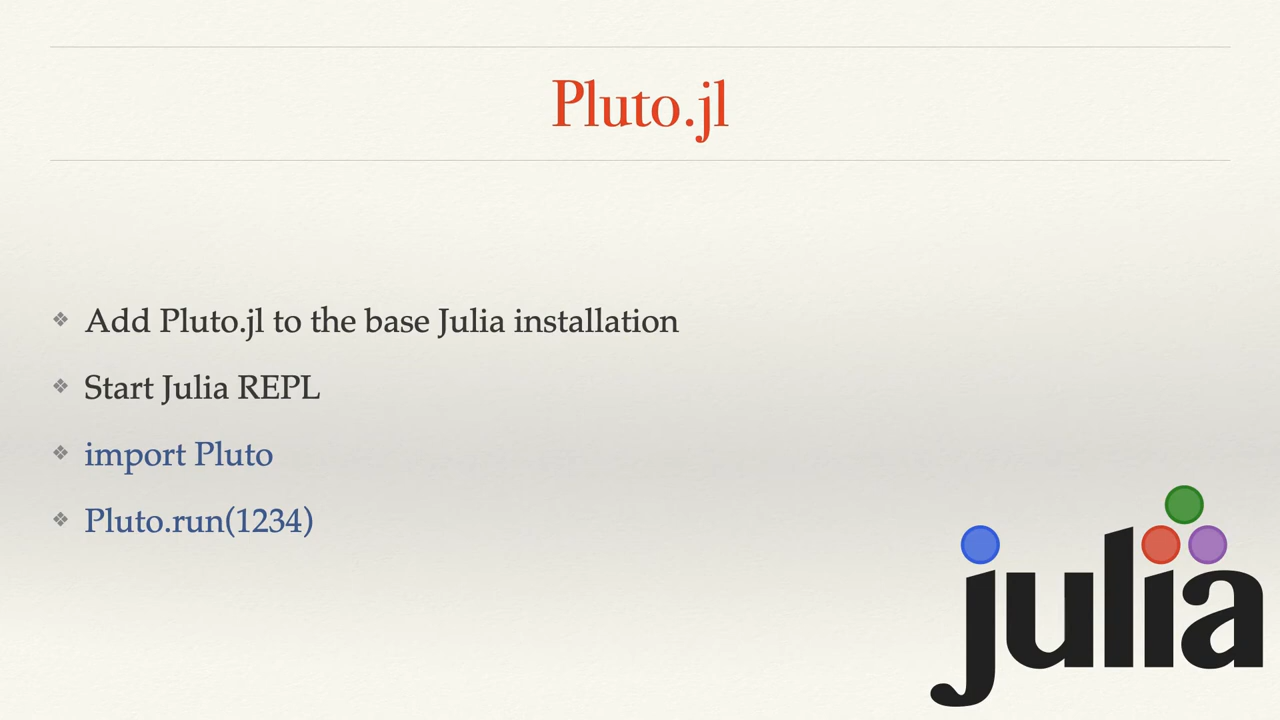 Pluto.jl
❖ Add Pluto.jl to the base Julia installation
❖ Start Julia REPL
❖ import Pluto
❖ Pluto.run(1234)
julia